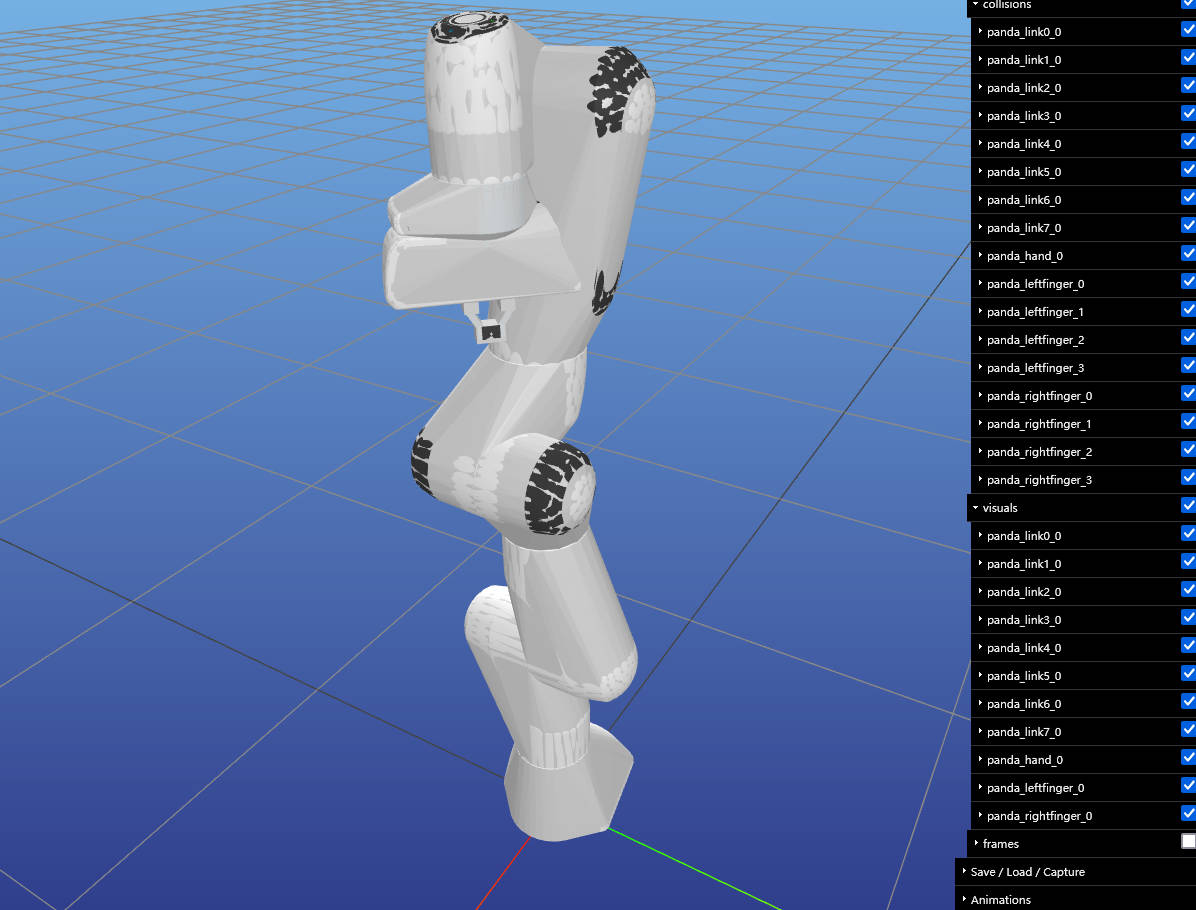 collisions
panda_link0_0
panda_link1_0
panda_link2_0
panda_link3_0
panda_link4_0
panda_link5_0
panda_link6_0
panda_link7_0
panda_hand_0
panda_leftfinger_0
panda_leftfinger_1
panda_leftfinger_2
panda_leftfinger_3
panda_rightfinger_0
panda_rightfinger_1
panda_rightfinger_2
panda_rightfinger_3
visuals
panda_link0_0
panda_link1_0
panda_link2_0
panda_link3_0
panda_link4_0
panda_link5_0
panda_link6_0
panda_link7_0
panda_hand_0
panda_leftfinger_0
panda_rightfinger_0
frames
Save / Load / Capture
Animations